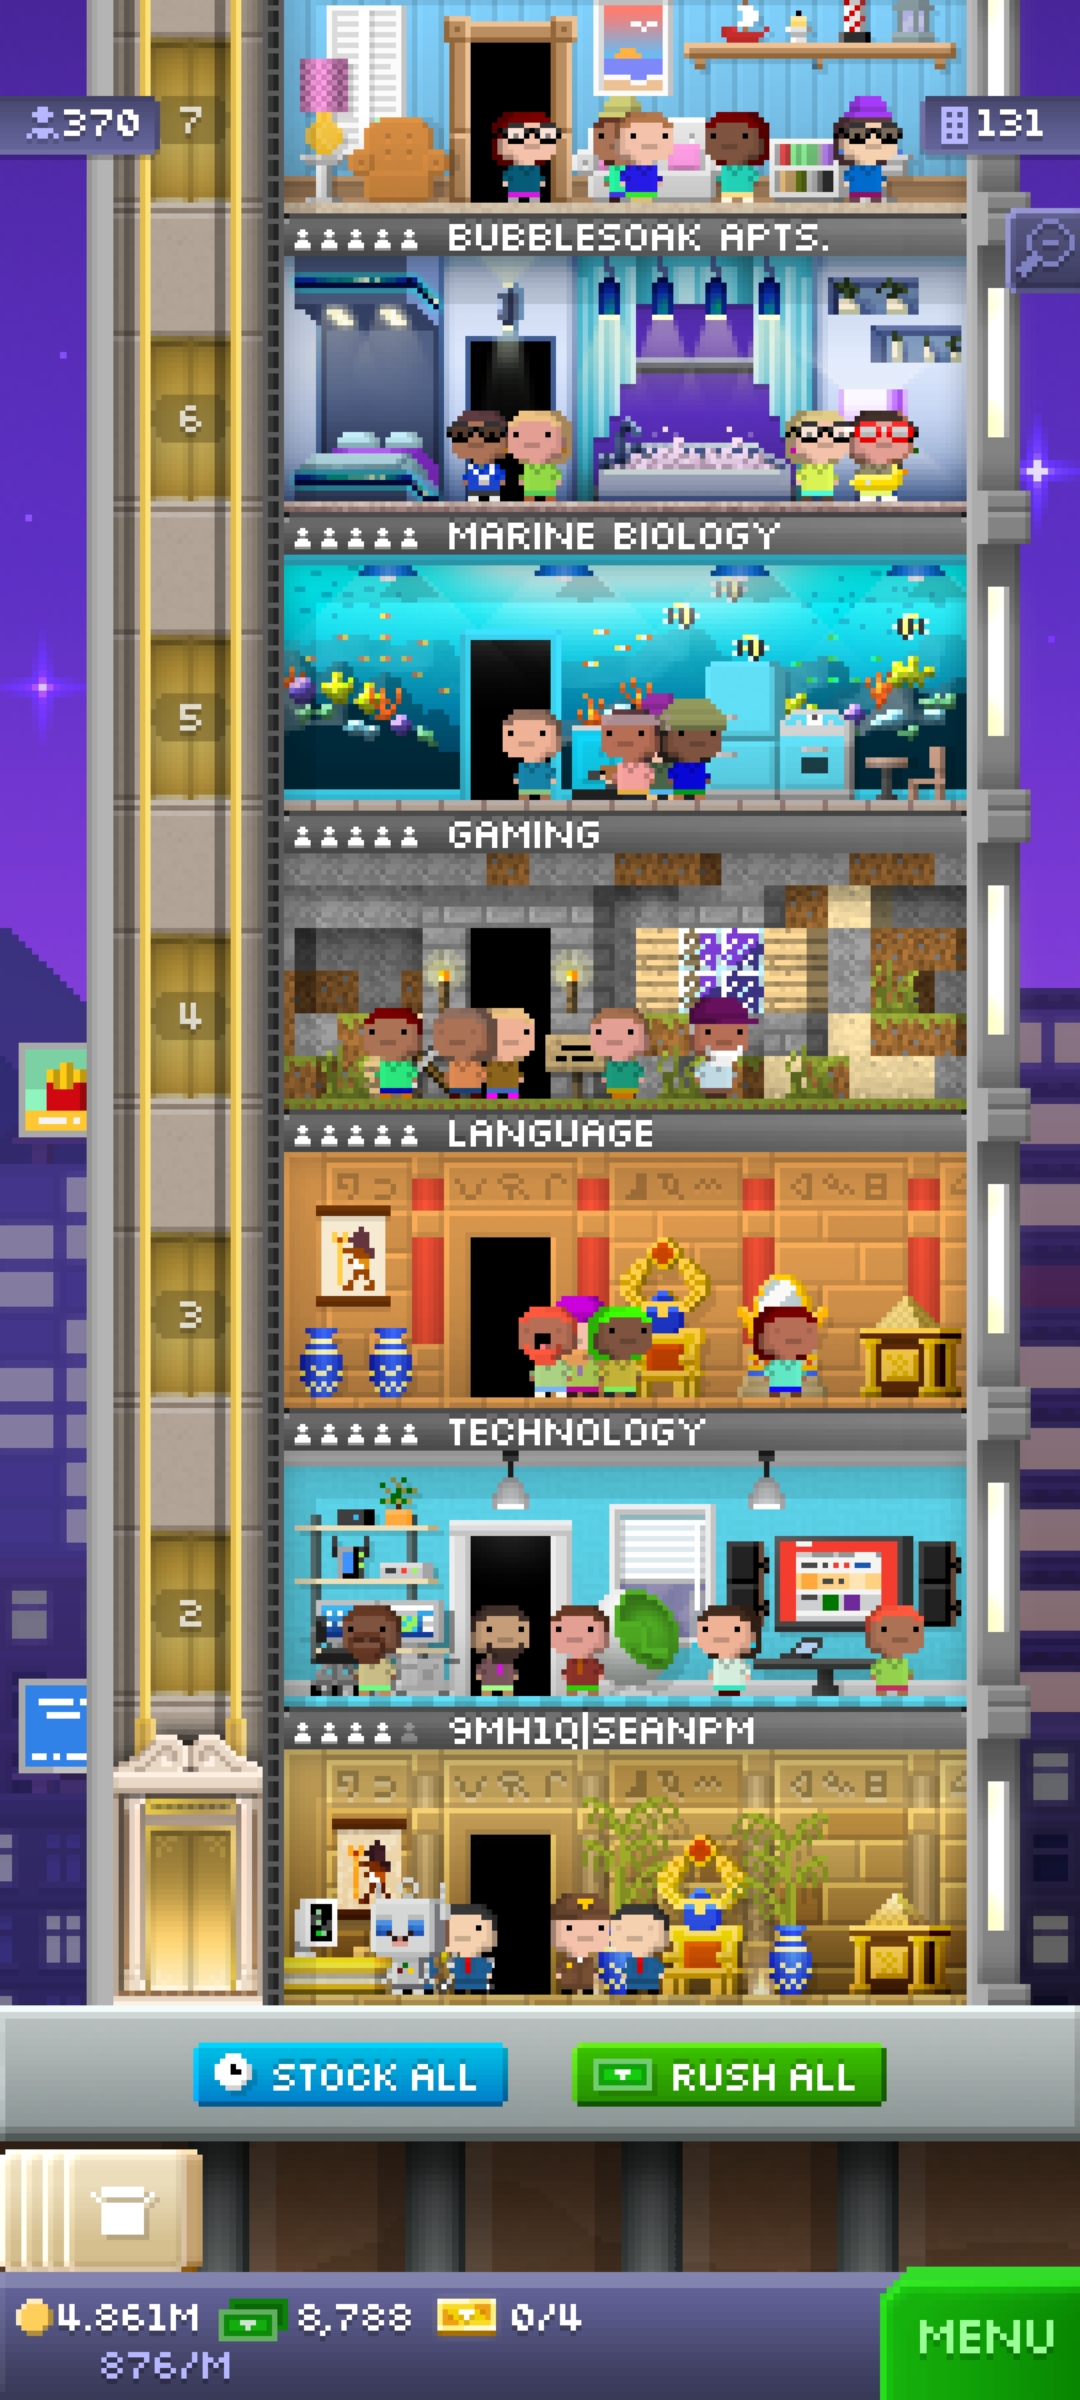 370
7
131
BUBBLESOAK APTS.
6
MARINE BIOLOGY
5
GAMING
4
LANGUAGE
3
TECHNOLOGY
2
9MH1Q|SEANPM
STOCK ALL
RUSH ALL
4.861M
8,788
0/4
876/M
MENU